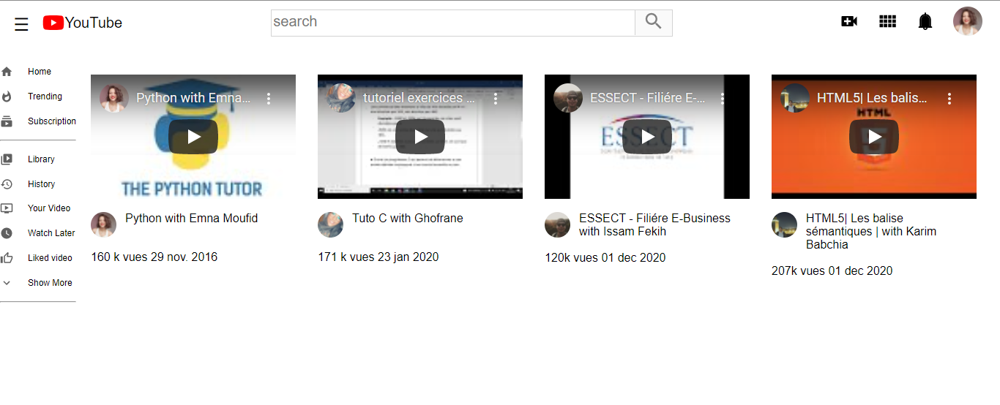 YouTube
search
Home
Trending
Subscription
Library
History
Your Video
Watch Later
Liked video
Show More
Python with Emna...
THE PYTHON TUTOR
Python with Emna Moufid
160 k vues 29 nov. 2016
tutoriel exercices ...
Tuto C with Ghofrane
171 k vues 23 jan 2020
ESSECT - Filiére E-...
ESSECT
ESSECT - Filiére E-Business
with Issam Fekih
120k vues 01 dec 2020
HTML5| Les balis...
HTML
5
HTML5| Les balise
sémantiques | with Karim
Babchia
207k vues 01 dec 2020